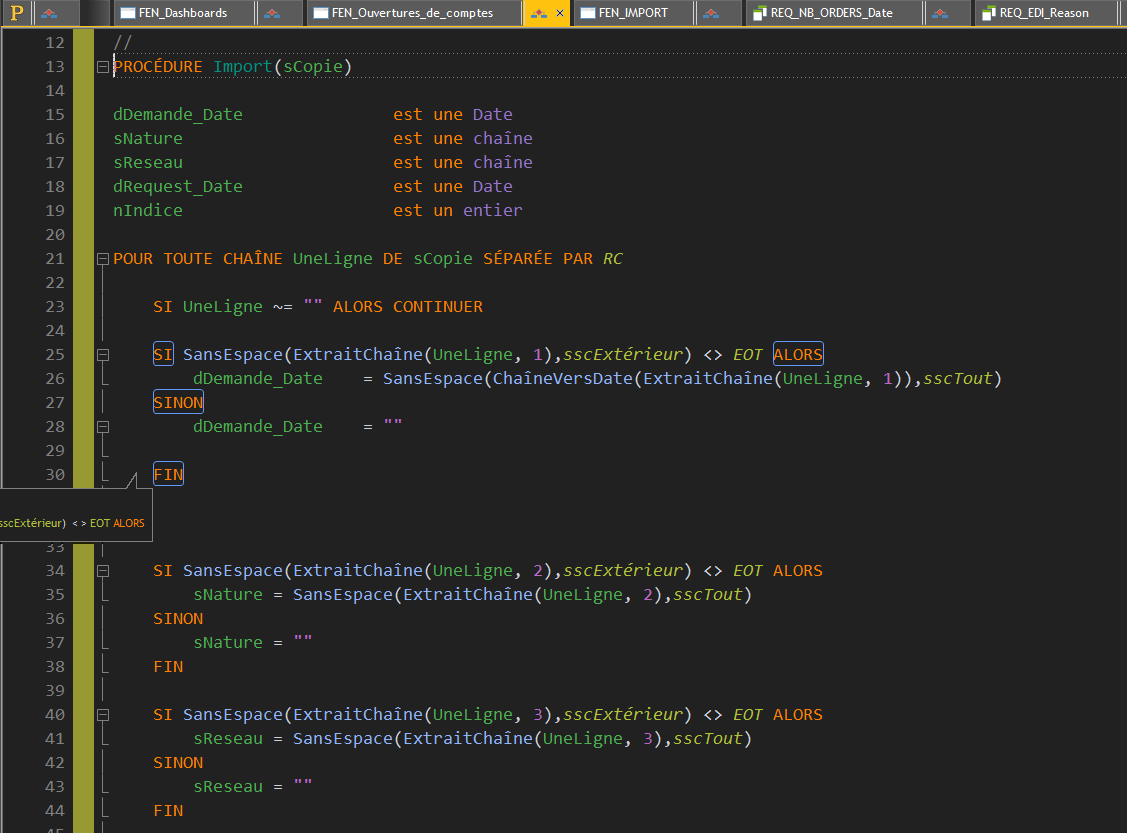 P FEN_Dashboards FEN_Ouvertures_de_comptes × FEN_IMPORT REQ_NB_ORDERS_Date REQ_EDI_Reason
12 //
13 PROCÉDURE Import(sCopie)
14
15 dDemande_Date est une Date
16 sNature est une chaîne
17 sReseau est une chaîne
18 dRequest_Date est une Date
19 nIndice est un entier
20
21 POUR TOUTE CHAÎNE UneLigne DE sCopie SÉPARÉE PAR RC
22
23 SI UneLigne ~= "" ALORS CONTINUER
24
25 SI SansEspace(ExtraitChaîne(UneLigne, 1),sscExtérieur) <> EOT ALORS
26 dDemande_Date = SansEspace(ChaîneVersDate(ExtraitChaîne(UneLigne, 1)),sscTout)
27 SINON
28 dDemande_Date = ""
29
30 FIN
sscExtérieur) <> EOT ALORS
33
34 SI SansEspace(ExtraitChaîne(UneLigne, 2),sscExtérieur) <> EOT ALORS
35 sNature = SansEspace(ExtraitChaîne(UneLigne, 2),sscTout)
36 SINON
37 sNature = ""
38 FIN
39
40 SI SansEspace(ExtraitChaîne(UneLigne, 3),sscExtérieur) <> EOT ALORS
41 sReseau = SansEspace(ExtraitChaîne(UneLigne, 3),sscTout)
42 SINON
43 sReseau = ""
44 FIN
45